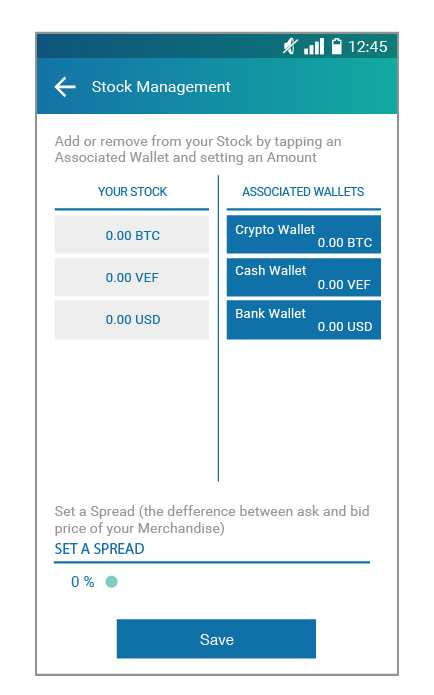 12:45
Stock Management
Add or remove from your Stock by tapping an
Associated Wallet and setting an Amount
YOUR STOCK
ASSOCIATED WALLETS
0.00 BTC
Crypto Wallet
0.00 BTC
0.00 VEF
Cash Wallet
0.00 VEF
0.00 USD
Bank Wallet
0.00 USD
Set a Spread (the defference between ask and bid
price of your Merchandise)
SET A SPREAD
0 %
Save